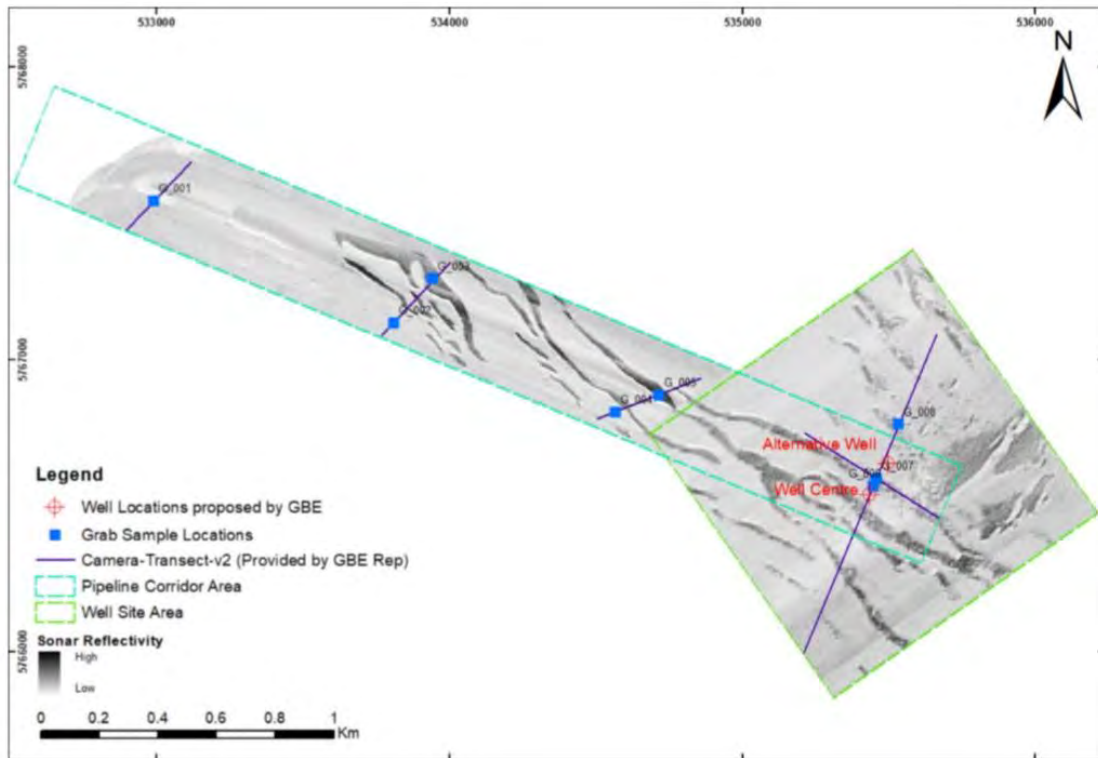 533000
534000
535000
536000
5768000
5767000
5766000
N
G_001
G_003
G_002
G_005
G_004
G_008
Alternative Well
G_007
Well Centre
Legend
Well Locations proposed by GBE
Grab Sample Locations
Camera-Transect-v2 (Provided by GBE Rep)
Pipeline Corridor Area
Well Site Area
Sonar Reflectivity
High
Low
0 0.2 0.4 0.6 0.8 1
Km